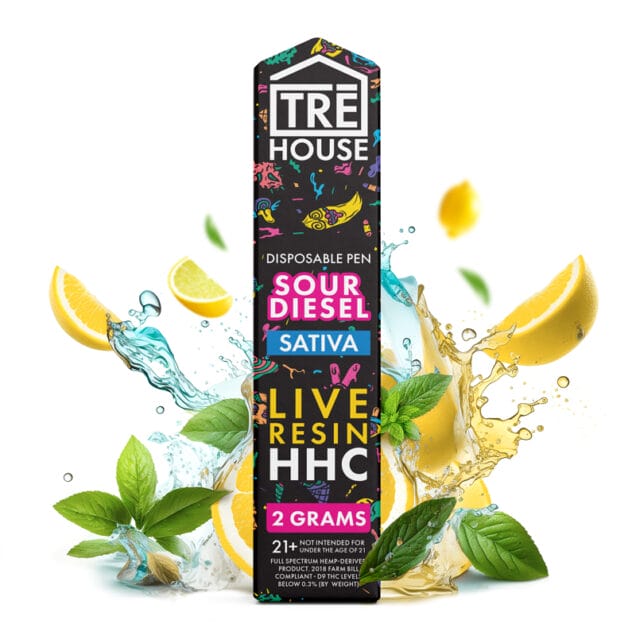 TRĒ
HOUSE
DISPOSABLE PEN
SOUR
DIESEL
SATIVA
LIVE
RESIN
HHC
2 GRAMS
21+ NOT INTENDED FOR
UNDER THE AGE OF 21
FULL SPECTRUM HEMP-DERIVED
PRODUCT. 2018 FARM BILL
COMPLIANT - D9 THC LEVELS
BELOW 0.3% (BY WEIGHT)